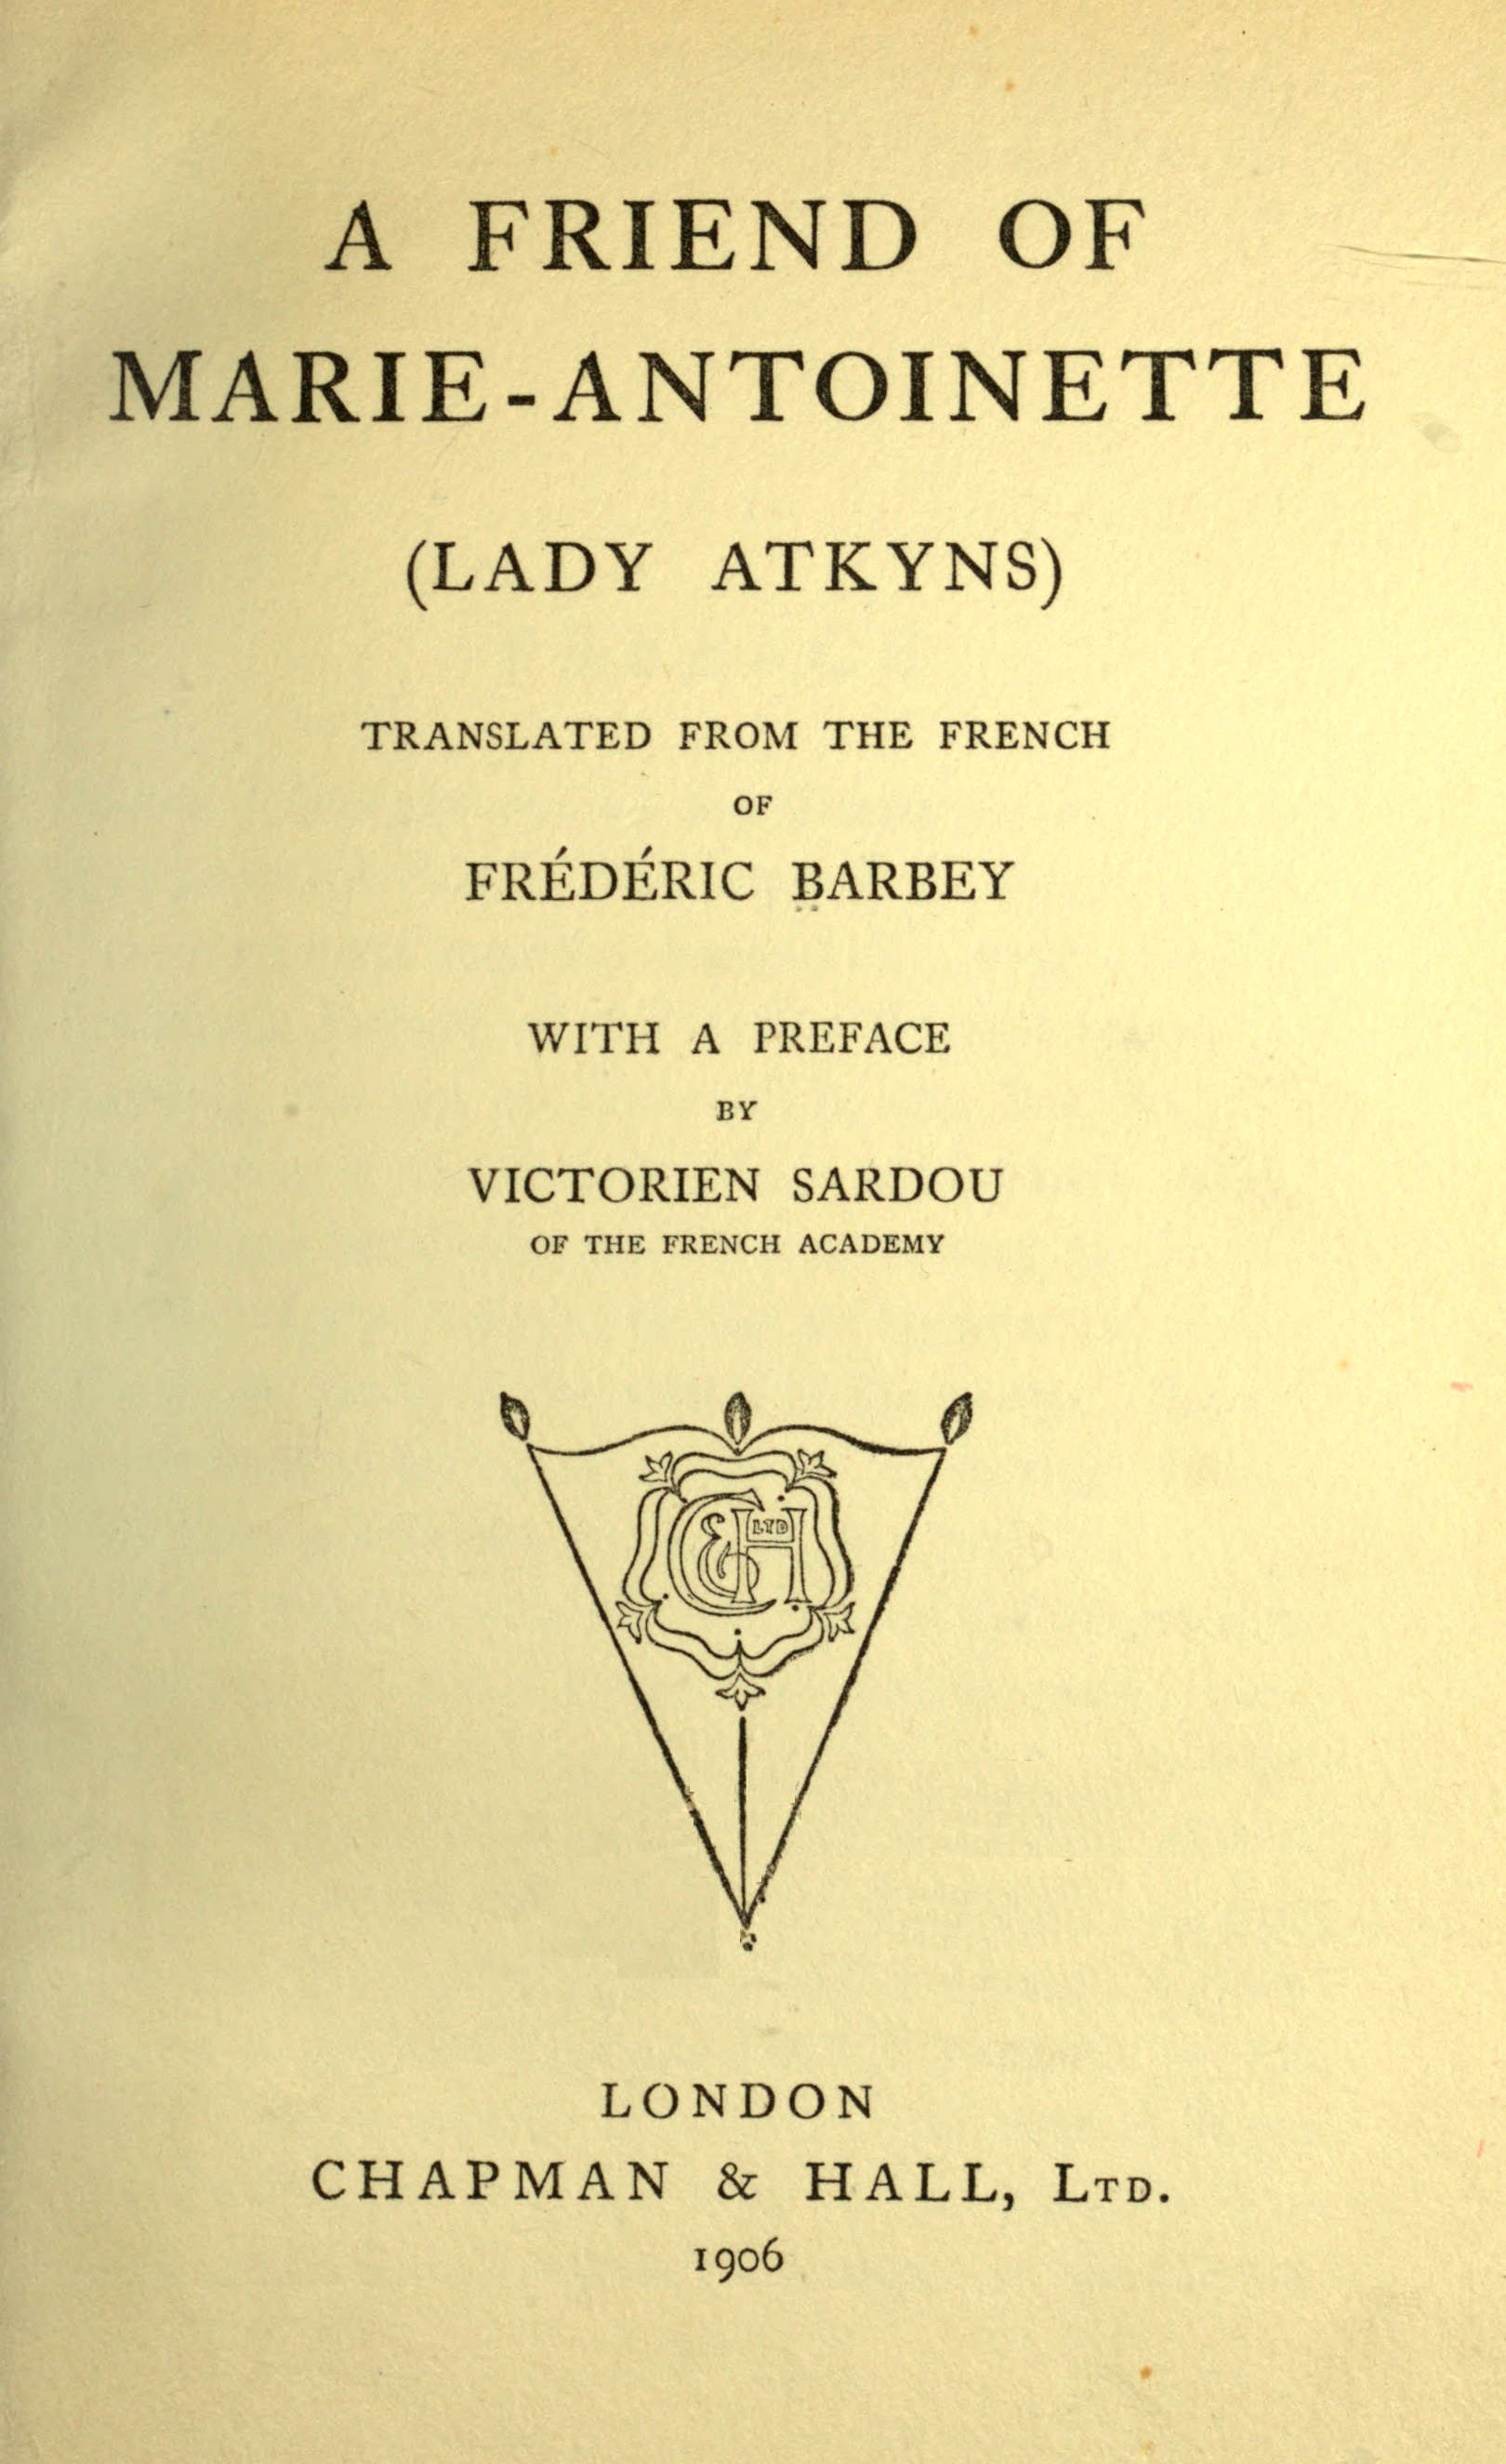 A FRIEND OF
MARIE-ANTOINETTE
(LADY ATKYNS)
TRANSLATED FROM THE FRENCH
OF
FRÉDÉRIC BARBEY
WITH A PREFACE
BY
VICTORIEN SARDOU
OF THE FRENCH ACADEMY
C & H LTD
LONDON
CHAPMAN & HALL, LTD.
1906